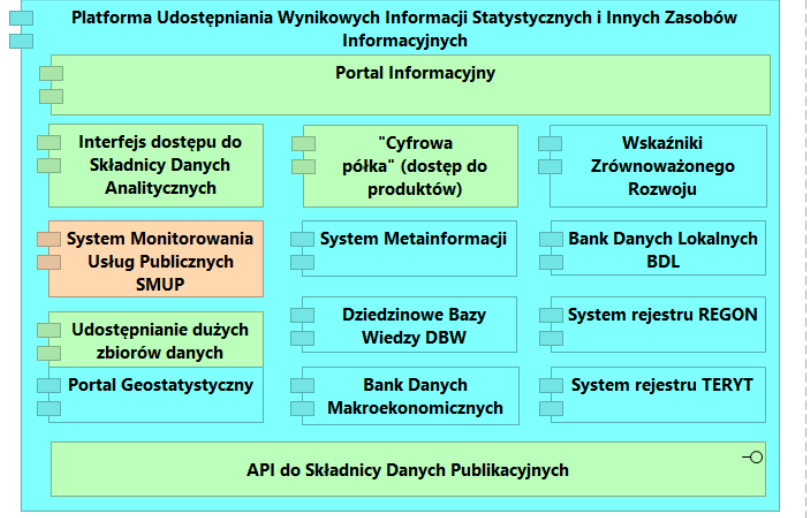 Platforma Udostępniania Wynikowych Informacji Statystycznych i Innych Zasobów
Informacyjnych
Portal Informacyjny
Interfejs dostępu do
Składnicy Danych
Analitycznych
"Cyfrowa
półka" (dostęp do
produktów)
Wskaźniki
Zrównoważonego
Rozwoju
System Monitorowania
Usług Publicznych
SMUP
System Metainformacji
Bank Danych Lokalnych
BDL
Udostępnianie dużych
zbiorów danych
Dziedzinowe Bazy
Wiedzy DBW
System rejestru REGON
Portal Geostatystyczny
Bank Danych
Makroekonomicznych
System rejestru TERYT
API do Składnicy Danych Publikacyjnych